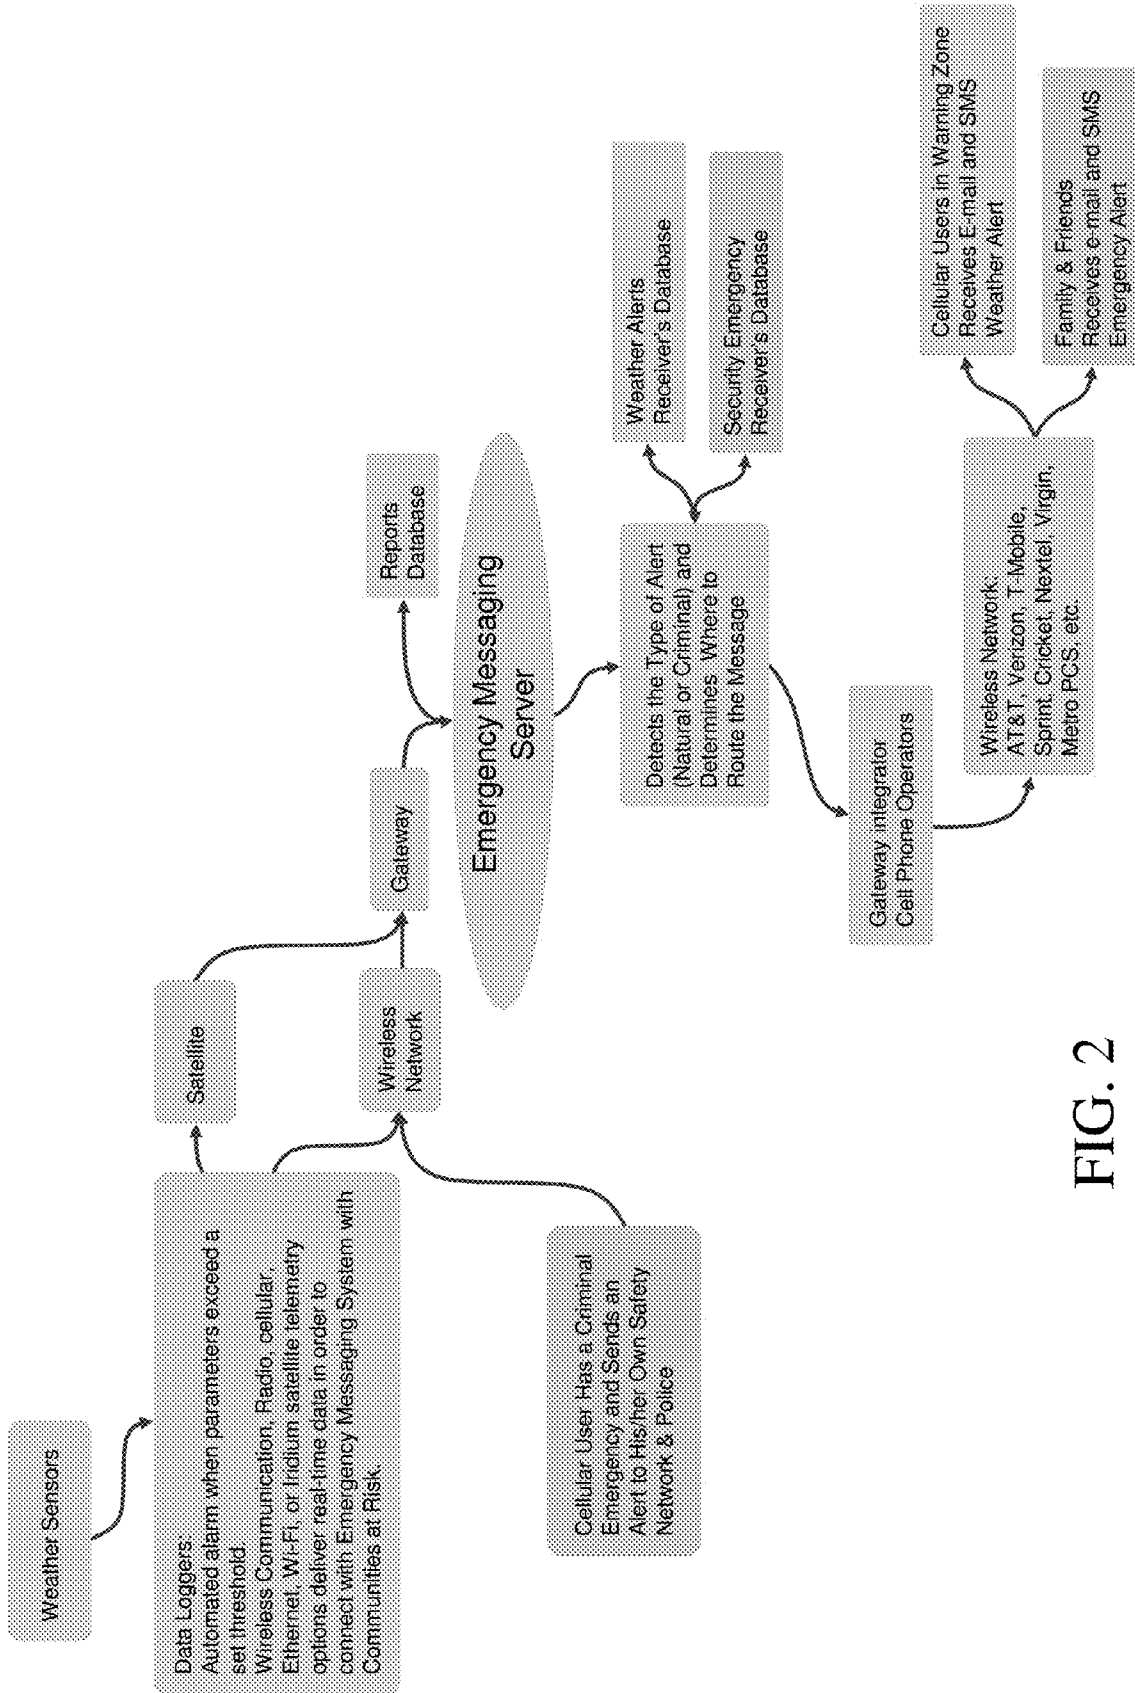 Weather Sensors
Data Loggers:
Automated alarm when parameters exceed a
set threshold.
Wireless Communication, Radio, cellular,
Ethernet, Wi-Fi, or Iridium satellite telemetry
options deliver real-time data in order to
connect with Emergency Messaging System with
Communities at Risk.
Satellite
Wireless
Network
Cellular User Has a Criminal
Emergency and Sends an
Alert to His/her Own Safety
Network & Police
Gateway
Reports
Database
Emergency Messaging
Server
Detects the Type of Alert
(Natural or Criminal) and
Determines Where to
Route the Message
Weather Alerts
Receiver's Database
Security Emergency
Receiver's Database
Gateway integrator
Cell Phone Operators
Wireless Network
AT&T, Verizon, T-Mobile,
Sprint, Cricket, Nextel, Virgin,
Metro PCS, etc.
Cellular Users In Warning Zone
Receives E-mail and SMS
Weather Alert
Family & Friends
Receives e-mail and SMS
Emergency Alert
FIG. 2